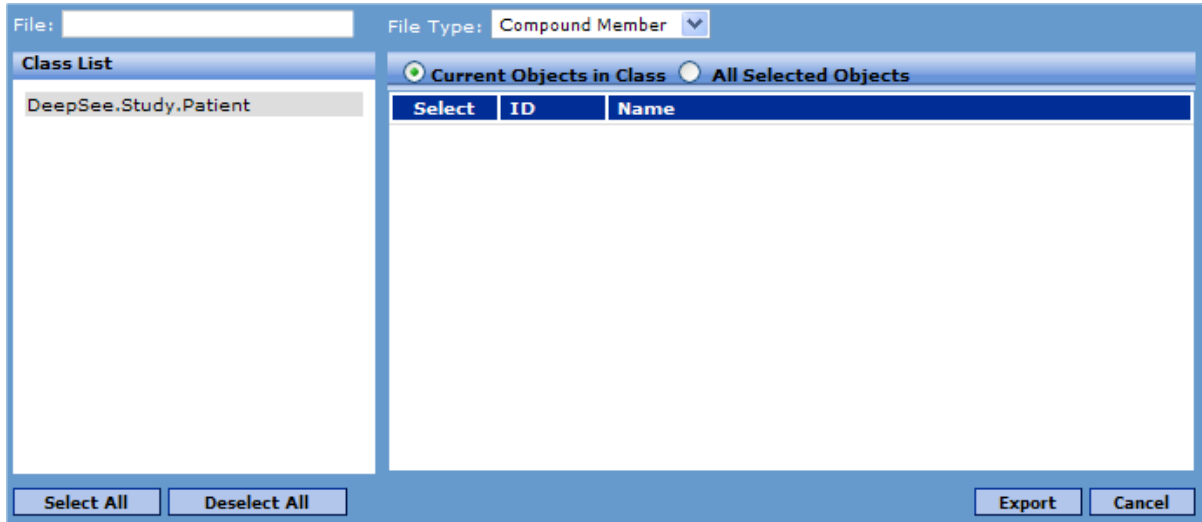 File: File Type: Compound Member
Class List
Current Objects in Class All Selected Objects
DeepSee.Study.Patient
Select ID Name
Select All Deselect All Export Cancel